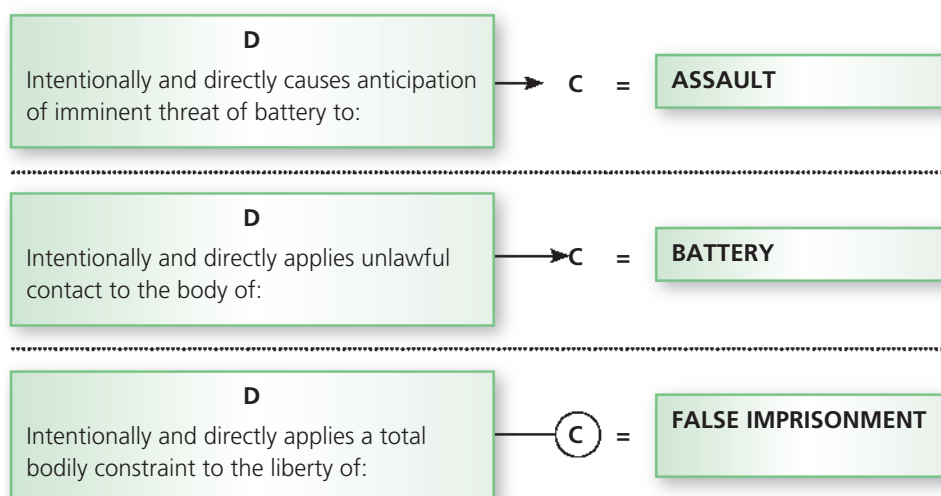 D
Intentionally and directly causes anticipation
of imminent threat of battery to:
C = ASSAULT
D
Intentionally and directly applies unlawful
contact to the body of:
C = BATTERY
D
Intentionally and directly applies a total
bodily constraint to the liberty of:
C = FALSE IMPRISONMENT